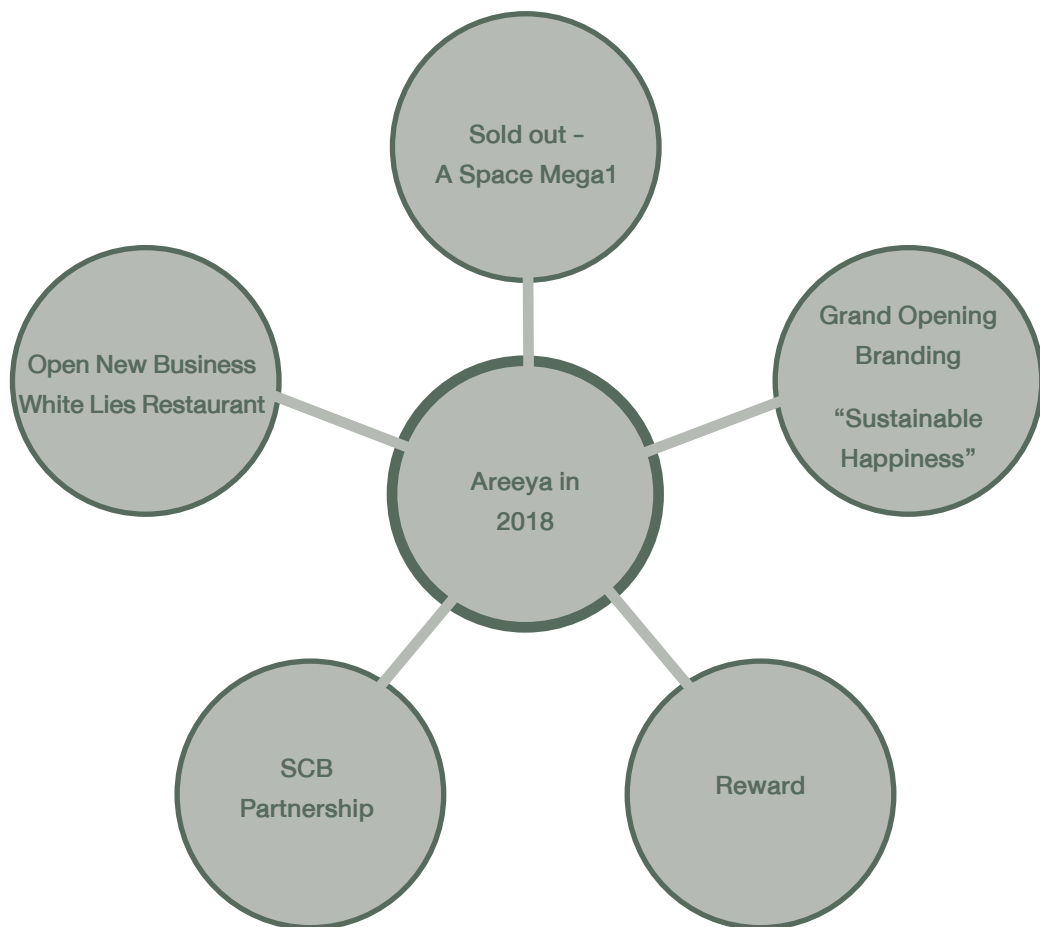 Sold out –
A Space Mega1
Grand Opening
Branding
“Sustainable
Happiness”
Open New Business
White Lies Restaurant
Areeya in
2018
SCB
Partnership
Reward